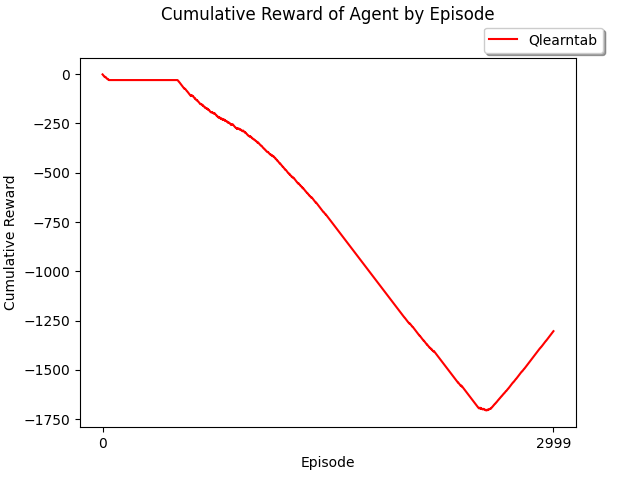 Cumulative Reward of Agent by Episode
Qlearntab
0
−250
−500
−750
−1000
−1250
−1500
−1750
Cumulative Reward
0 2999
Episode